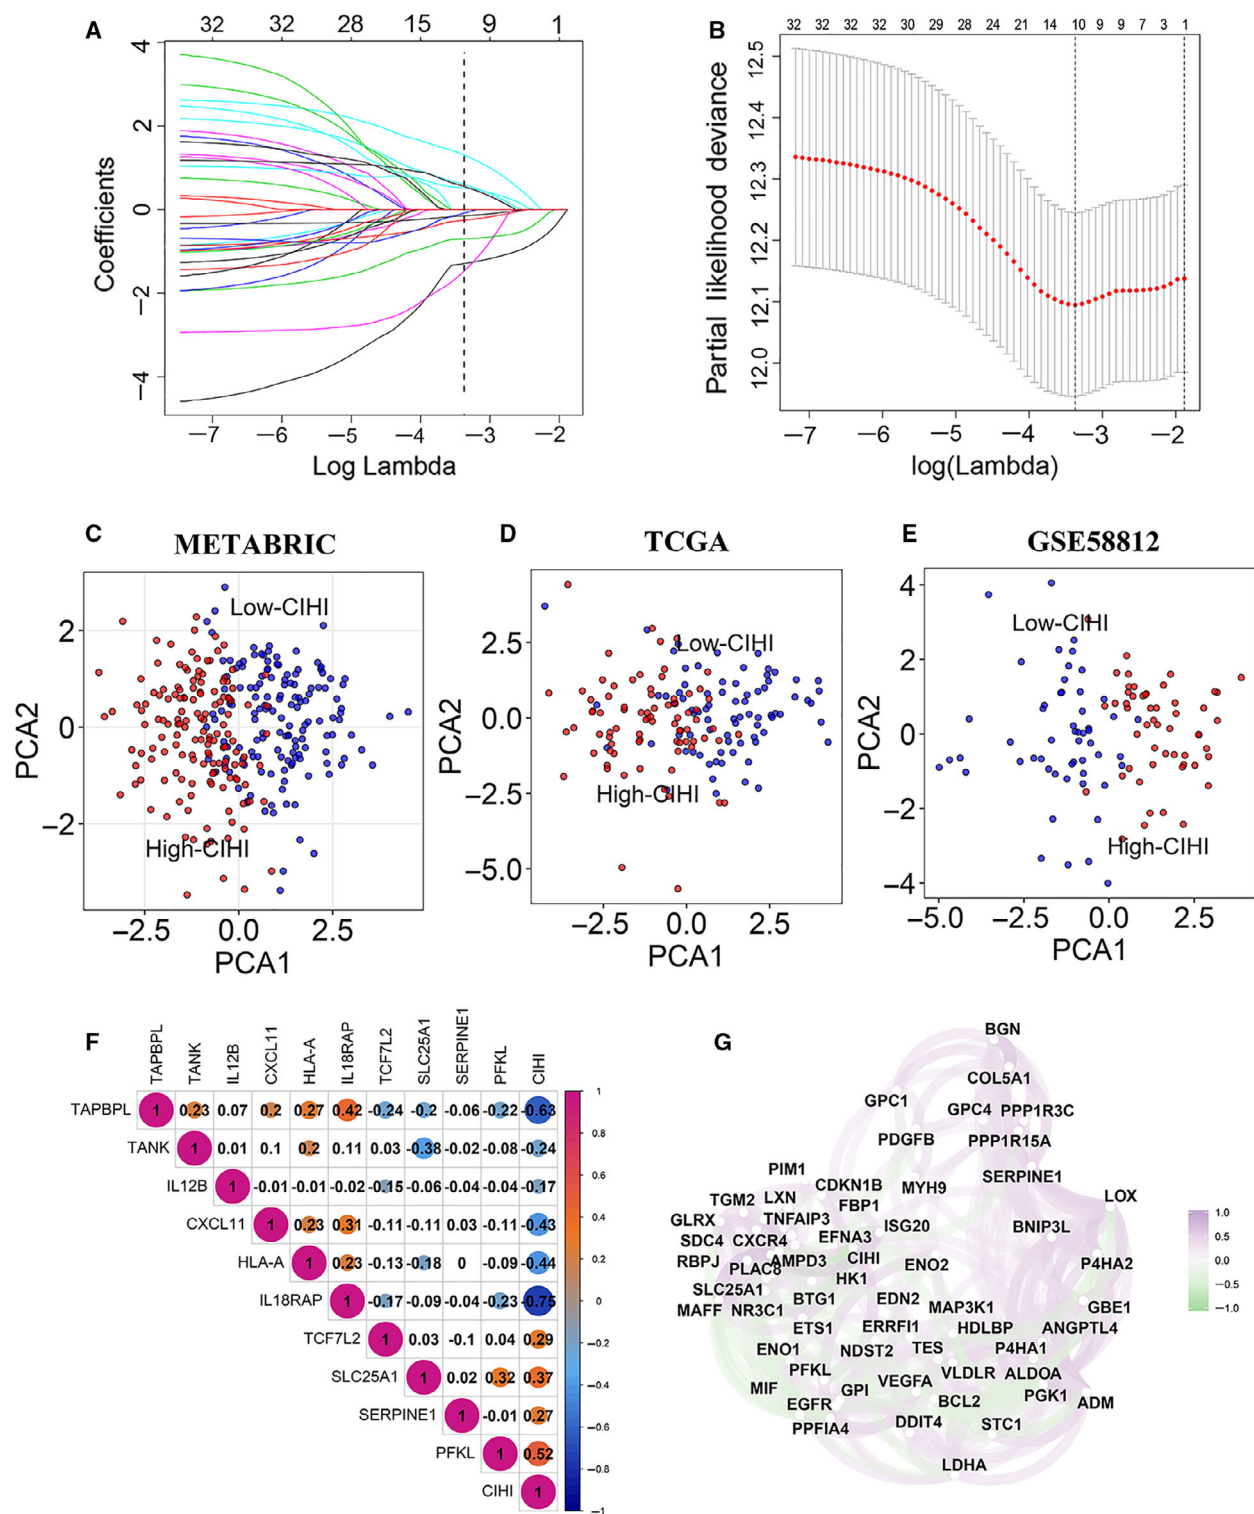 A
32 32 28 15 9 1
4
2
0
−2
−4
Coefficients
−7 −6 −5 −4 −3 −2
Log Lambda
B
32 32 32 30 29 28 24 21 14 10 9 9 7 3 1
12.5
12.4
12.3
12.2
12.1
12.0
Partial likelihood deviance
−7 −6 −5 −4 −3 −2
log(Lambda)
C
METABRIC
Low-CIHI
High-CIHI
2
0
−2
PCA2
−2.5 0.0 2.5
PCA1
D
TCGA
Low-CIHI
High-CIHI
2.5
0.0
−2.5
−5.0
PCA2
−2.5 0.0 2.5
PCA1
E
GSE58812
Low-CIHI
High-CIHI
4
2
0
−2
−4
PCA2
−5.0 −2.5 0.0 2.5
PCA1
F
TAPBPL TANK IL12B CXCL11 HLA-A IL18RAP TCF7L2 SLC25A1 SERPINE1 PFKL CIHI
TAPBPL 1 0.23 0.07 0.2 0.27 0.42 -0.24 -0.2 -0.06 -0.22 -0.63
TANK 1 0.01 0.1 0.2 0.11 0.03 -0.38 -0.02 -0.08 -0.24
IL12B 1 -0.01 -0.01 -0.02 -0.15 -0.06 -0.04 -0.04 -0.17
CXCL11 1 0.23 0.31 -0.11 -0.11 0.03 -0.11 -0.43
HLA-A 1 0.23 -0.13 -0.18 0 -0.09 -0.44
IL18RAP 1 -0.17 -0.09 -0.04 -0.23 -0.75
TCF7L2 1 0.03 -0.1 0.04 0.29
SLC25A1 1 0.02 0.32 0.37
SERPINE1 1 -0.01 0.27
PFKL 1 0.52
CIHI 1
1
0.8
0.6
0.4
0.2
0
−0.2
−0.4
−0.6
−0.8
−1
G
BGN
COL5A1
GPC1
GPC4 PPP1R3C
PDGFB PPP1R15A
PIM1 SERPINE1
CDKN1B MYH9
TGM2 LXN FBP1 LOX
GLRX TNFAIP3 ISG20 BNIP3L
SDC4 CXCR4 EFNA3
RBPJ PLAC8 AMPD3 CIHI ENO2 P4HA2
HK1
SLC25A1 BTG1 EDN2
MAFF NR3C1 MAP3K1 GBE1
ETS1 ERRFI1 HDLBP ANGPTL4
ENO1 NDST2 TES P4HA1
PFKL VLDLR ALDOA
MIF GPI VEGFA PGK1
EGFR BCL2 ADM
PPFIA4 DDIT4 STC1
LDHA
1.0
0.5
0.0
−0.5
−1.0